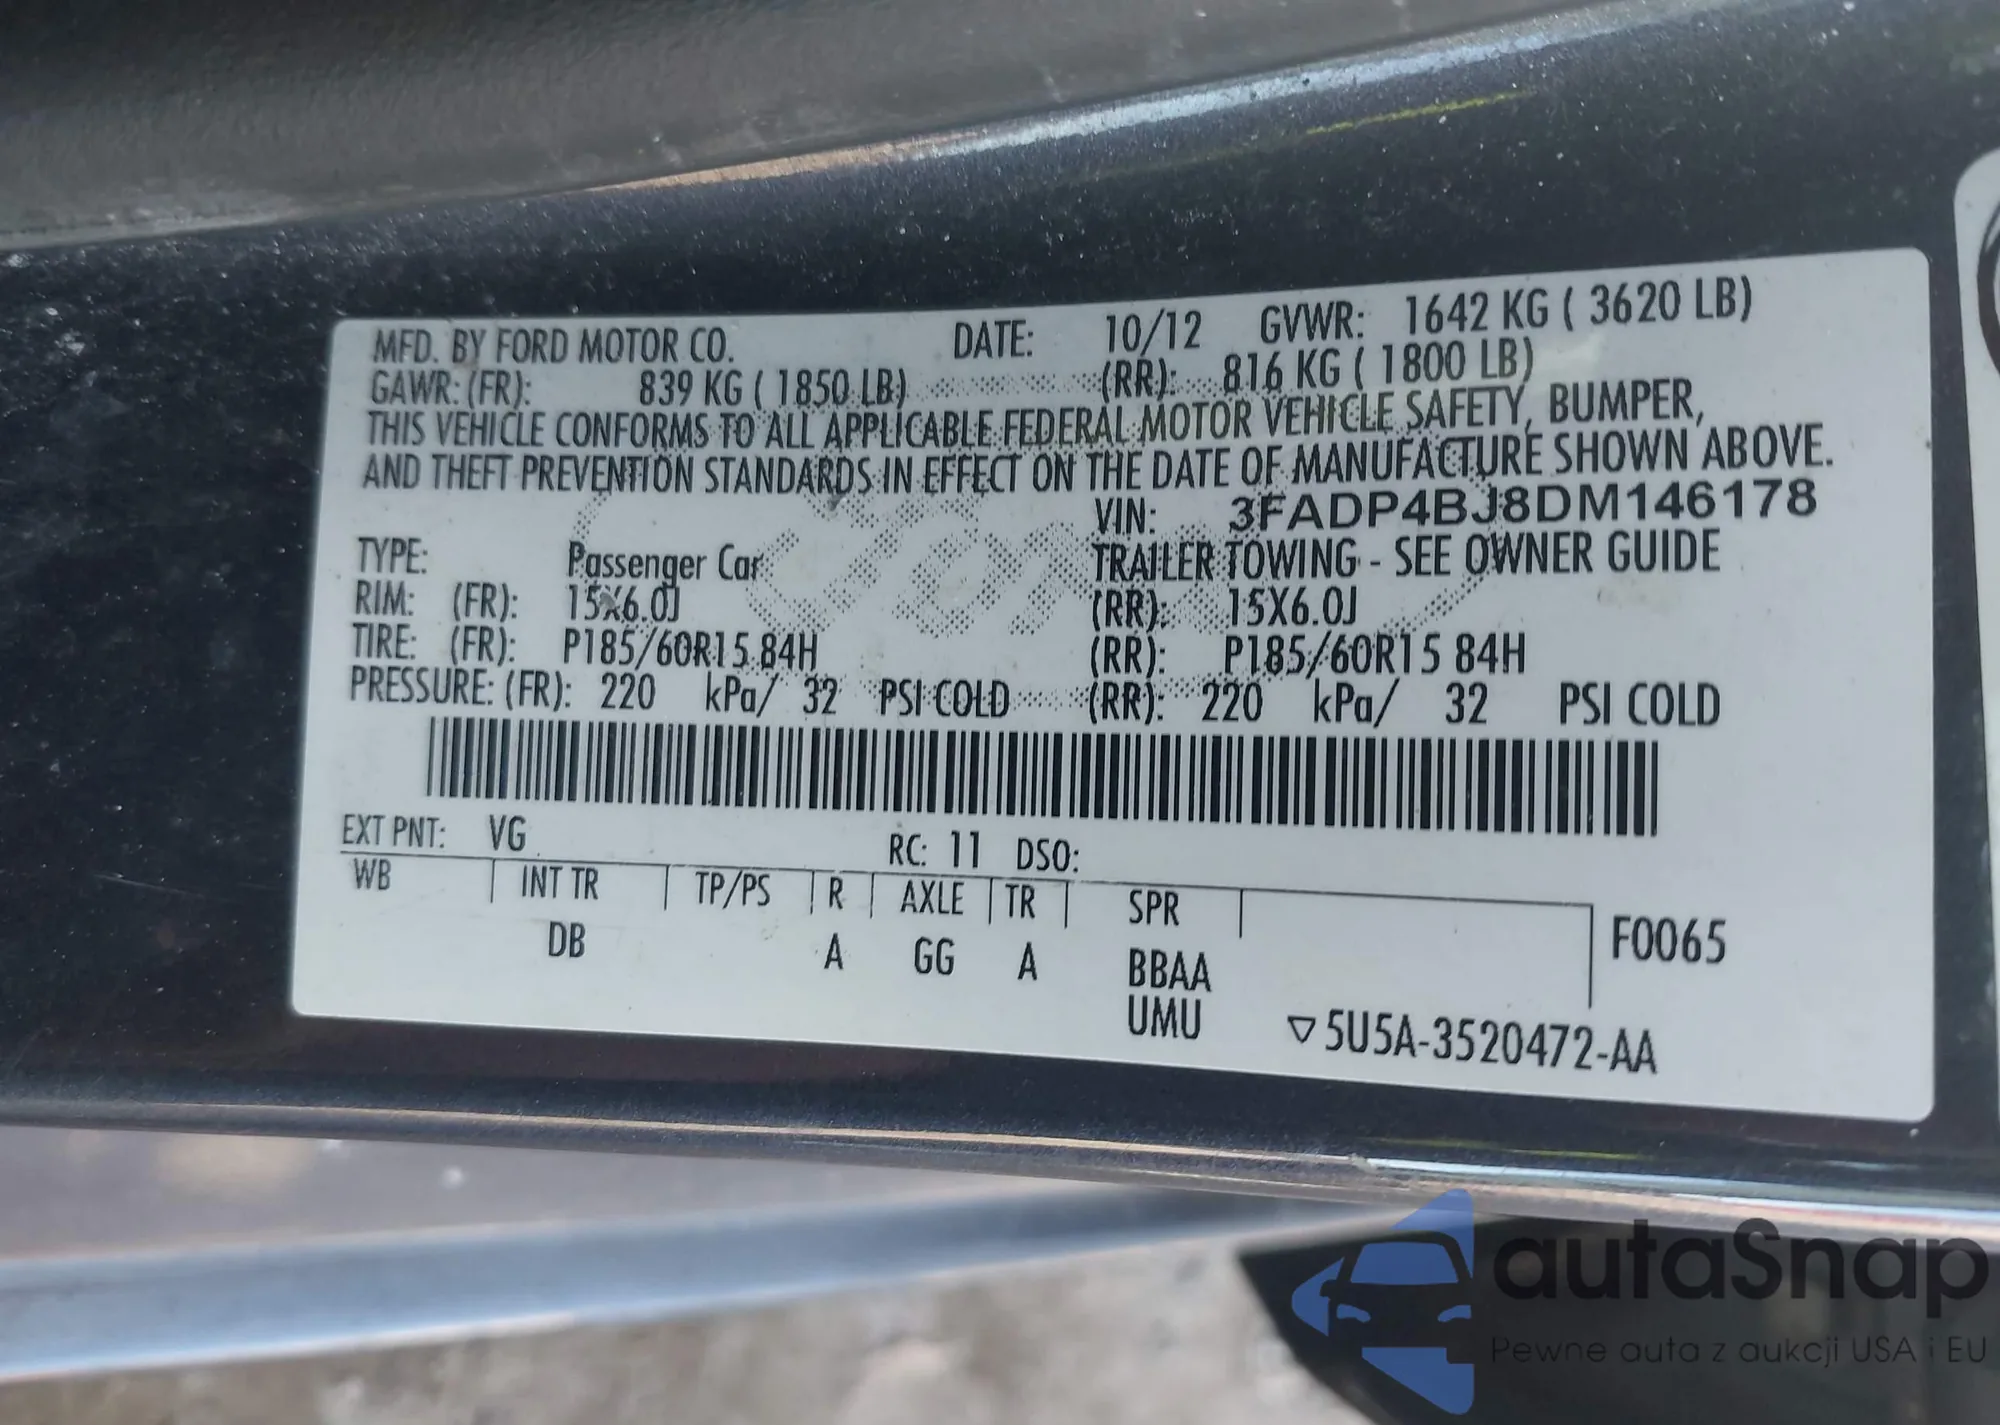 MFD. BY FORD MOTOR CO. DATE: 10/12 GVWR: 1642 KG ( 3620 LB)
GAWR: (FR): 839 KG ( 1850 LB) (RR): 816 KG ( 1800 LB)
THIS VEHICLE CONFORMS TO ALL APPLICABLE FEDERAL MOTOR VEHICLE SAFETY, BUMPER,
AND THEFT PREVENTION STANDARDS IN EFFECT ON THE DATE OF MANUFACTURE SHOWN ABOVE.
VIN: 3FADP4BJ8DM146178
TYPE: Passenger Car TRAILER TOWING - SEE OWNER GUIDE
RIM: (FR): 15X6.0J (RR): 15X6.0J
TIRE: (FR): P185/60R15 84H (RR): P185/60R15 84H
PRESSURE: (FR): 220 kPa/ 32 PSI COLD (RR): 220 kPa/ 32 PSI COLD
EXT PNT: VG RC: 11 DSO:
WB INT TR TP/PS R AXLE TR SPR
DB A GG A BBAA F0065
UMU ▽5U5A-3520472-AA
autaSnap
Pewne auta z aukcji USA i EU